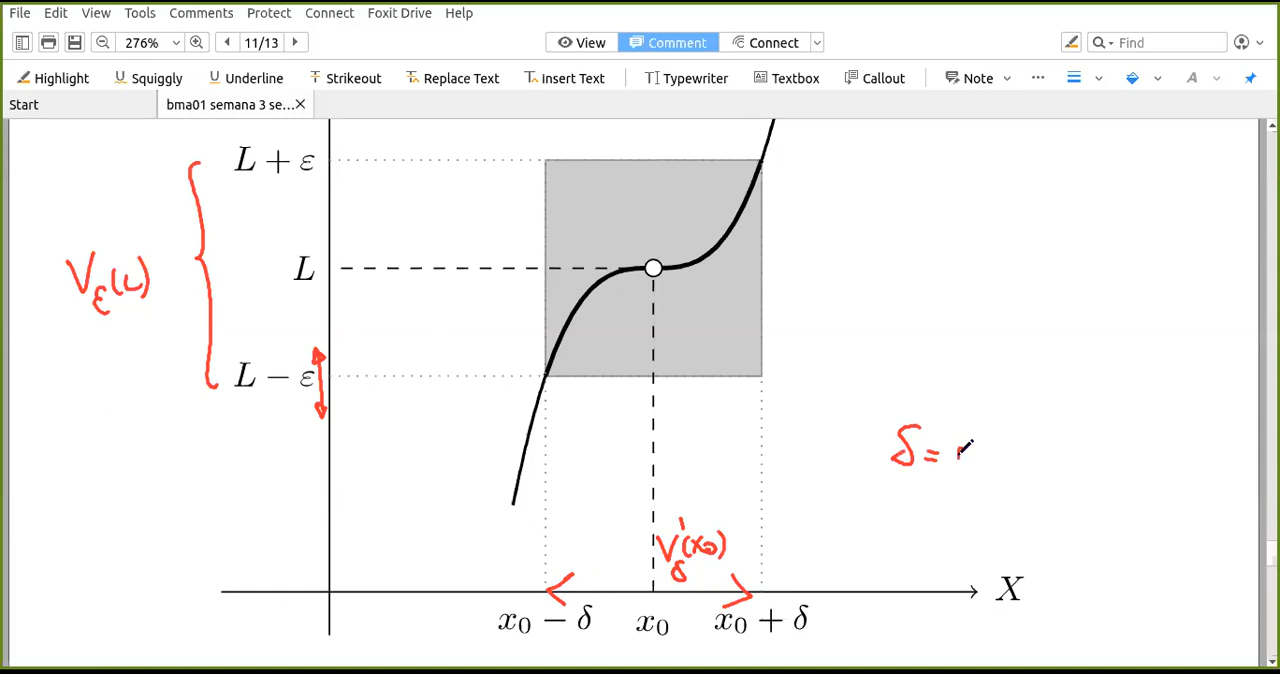 File Edit View Tools Comments Protect Connect Foxit Drive Help
276% 11/13 View Comment Connect Find
Highlight Squiggly Underline Strikeout Replace Text Insert Text Typewriter Textbox Callout Note ... A
Start bma01 semana 3 se...
L + ε
L
Vε(L)
L − ε
δ =
V'δ(x₀)
X
x₀ − δ x₀ x₀ + δ